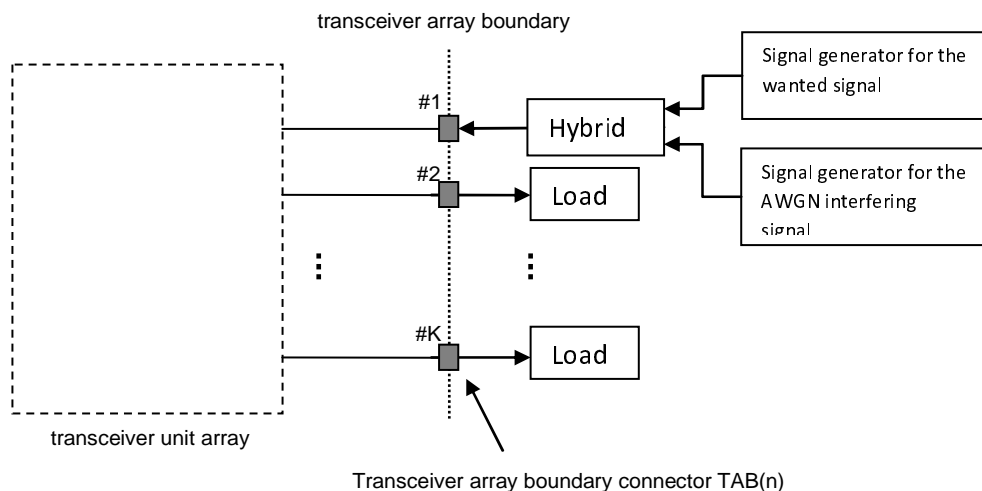 transceiver array boundary
Signal generator for the
wanted signal
#1
Hybrid
#2
Load
Signal generator for the
AWGN interfering
signal
#K
Load
transceiver unit array
Transceiver array boundary connector TAB(n)